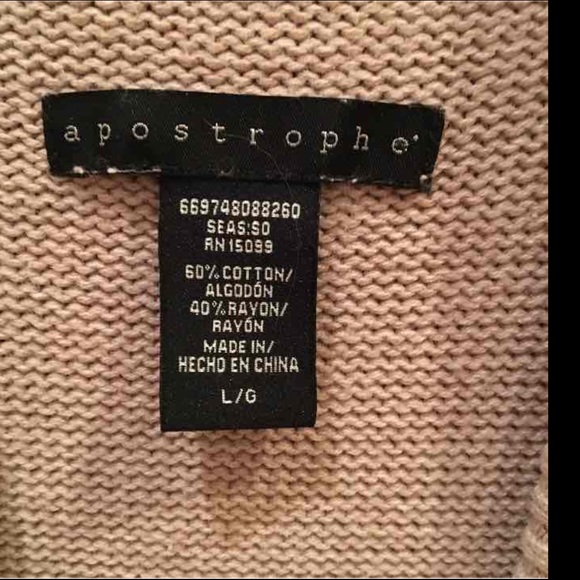 apostrophe
669748088260
SEAS:SO
RN15099
60% COTTON/
ALGODÓN
40% RAYON/
RAYÓN
MADE IN/
HECHO EN CHINA
L/G